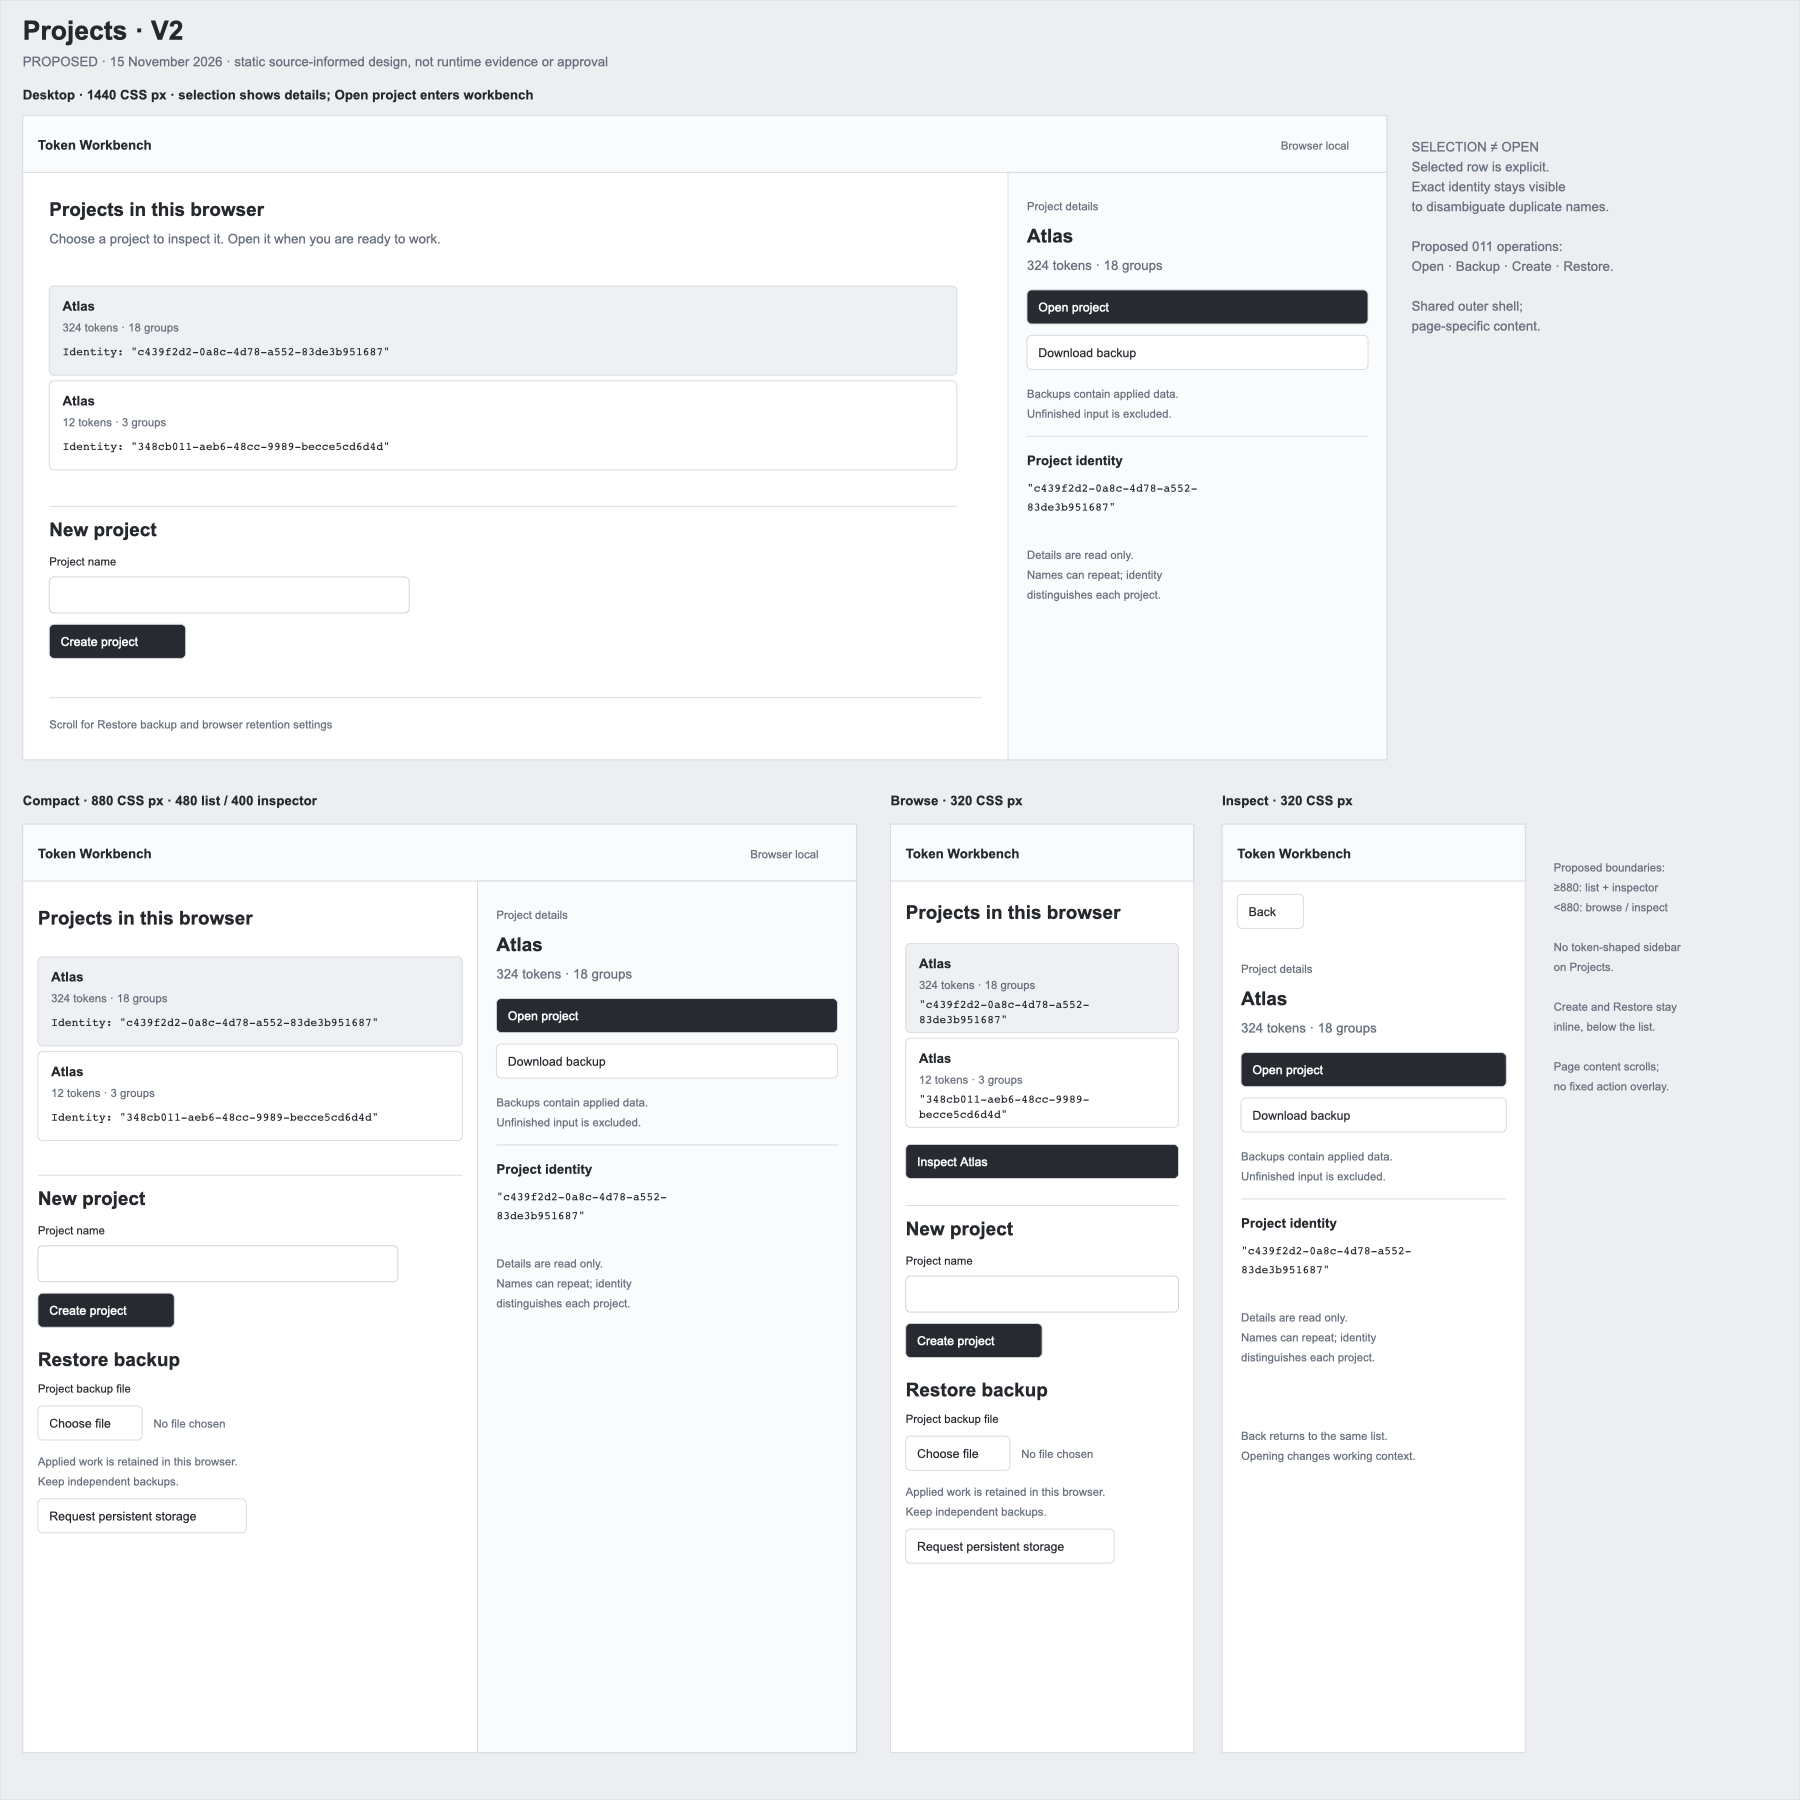 Projects · V2
PROPOSED · 15 November 2026 · static source-informed design, not runtime evidence or approval
Desktop · 1440 CSS px · selection shows details; Open project enters workbench
Token Workbench
Browser local
Projects in this browser
Choose a project to inspect it. Open it when you are ready to work.
Atlas
324 tokens · 18 groups
Identity: "c439f2d2-0a8c-4d78-a552-83de3b951687"
Atlas
12 tokens · 3 groups
Identity: "348cb011-aeb6-48cc-9989-becce5cd6d4d"
New project
Project name
Create project
Scroll for Restore backup and browser retention settings
Project details
Atlas
324 tokens · 18 groups
Open project
Download backup
Backups contain applied data.
Unfinished input is excluded.
Project identity
"c439f2d2-0a8c-4d78-a552-
83de3b951687"
Details are read only.
Names can repeat; identity
distinguishes each project.
SELECTION ≠ OPEN
Selected row is explicit.
Exact identity stays visible
to disambiguate duplicate names.
Proposed 011 operations:
Open · Backup · Create · Restore.
Shared outer shell;
page-specific content.
Compact · 880 CSS px · 480 list / 400 inspector
Token Workbench
Browser local
Projects in this browser
Atlas
324 tokens · 18 groups
Identity: "c439f2d2-0a8c-4d78-a552-83de3b951687"
Atlas
12 tokens · 3 groups
Identity: "348cb011-aeb6-48cc-9989-becce5cd6d4d"
New project
Project name
Create project
Restore backup
Project backup file
Choose file
No file chosen
Applied work is retained in this browser.
Keep independent backups.
Request persistent storage
Project details
Atlas
324 tokens · 18 groups
Open project
Download backup
Backups contain applied data.
Unfinished input is excluded.
Project identity
"c439f2d2-0a8c-4d78-a552-
83de3b951687"
Details are read only.
Names can repeat; identity
distinguishes each project.
Browse · 320 CSS px
Token Workbench
Projects in this browser
Atlas
324 tokens · 18 groups
"c439f2d2-0a8c-4d78-a552-
83de3b951687"
Atlas
12 tokens · 3 groups
"348cb011-aeb6-48cc-9989-
becce5cd6d4d"
Inspect Atlas
New project
Project name
Create project
Restore backup
Project backup file
Choose file
No file chosen
Applied work is retained in this browser.
Keep independent backups.
Request persistent storage
Inspect · 320 CSS px
Token Workbench
Back
Project details
Atlas
324 tokens · 18 groups
Open project
Download backup
Backups contain applied data.
Unfinished input is excluded.
Project identity
"c439f2d2-0a8c-4d78-a552-
83de3b951687"
Details are read only.
Names can repeat; identity
distinguishes each project.
Back returns to the same list.
Opening changes working context.
Proposed boundaries:
≥880: list + inspector
<880: browse / inspect
No token-shaped sidebar
on Projects.
Create and Restore stay
inline, below the list.
Page content scrolls;
no fixed action overlay.